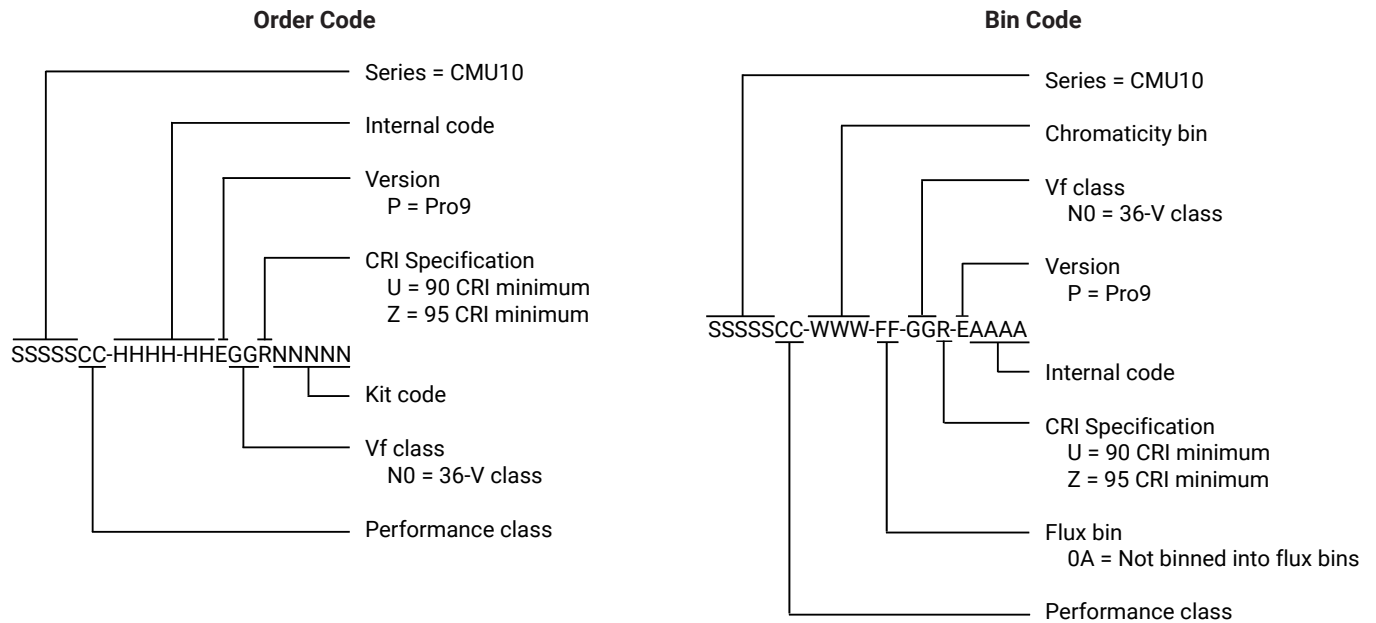 Order Code
Series = CMU10
Internal code
Version
P = Pro9
CRI Specification
U = 90 CRI minimum
Z = 95 CRI minimum
SSSSSCC-HHHH-HHEGGRNNNNN
Kit code
Vf class
N0 = 36-V class
Performance class
Bin Code
Series = CMU10
Chromaticity bin
Vf class
N0 = 36-V class
Version
P = Pro9
SSSSSCC-WWW-FF-GGR-EAAAA
Internal code
CRI Specification
U = 90 CRI minimum
Z = 95 CRI minimum
Flux bin
0A = Not binned into flux bins
Performance class